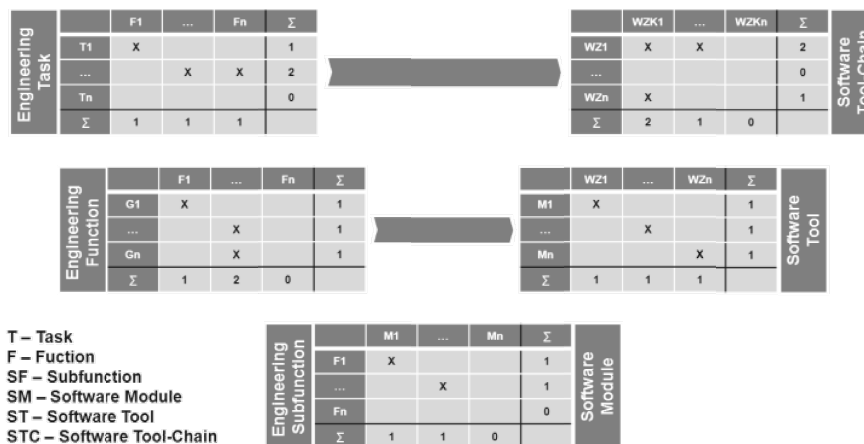 Engineering Task
F1 ... Fn Σ
T1 X 1
... X X 2
Tn 0
Σ 1 1 1
WZK1 ... WZKn Σ
WZ1 X X 2
... 0
WZn X 1
Σ 2 1 0
Software Tool-Chain
Engineering Function
F1 ... Fn Σ
G1 X 1
... X 1
Gn X 1
Σ 1 2 0
WZ1 ... WZn Σ
M1 X 1
... X 1
Mn X 1
Σ 1 1 1
Software Tool
T – Task
F – Fuction
SF – Subfunction
SM – Software Module
ST – Software Tool
STC – Software Tool-Chain
Engineering Subfunction
M1 ... Mn Σ
F1 X 1
... X 1
Fn 0
Σ 1 1 0
Software Module